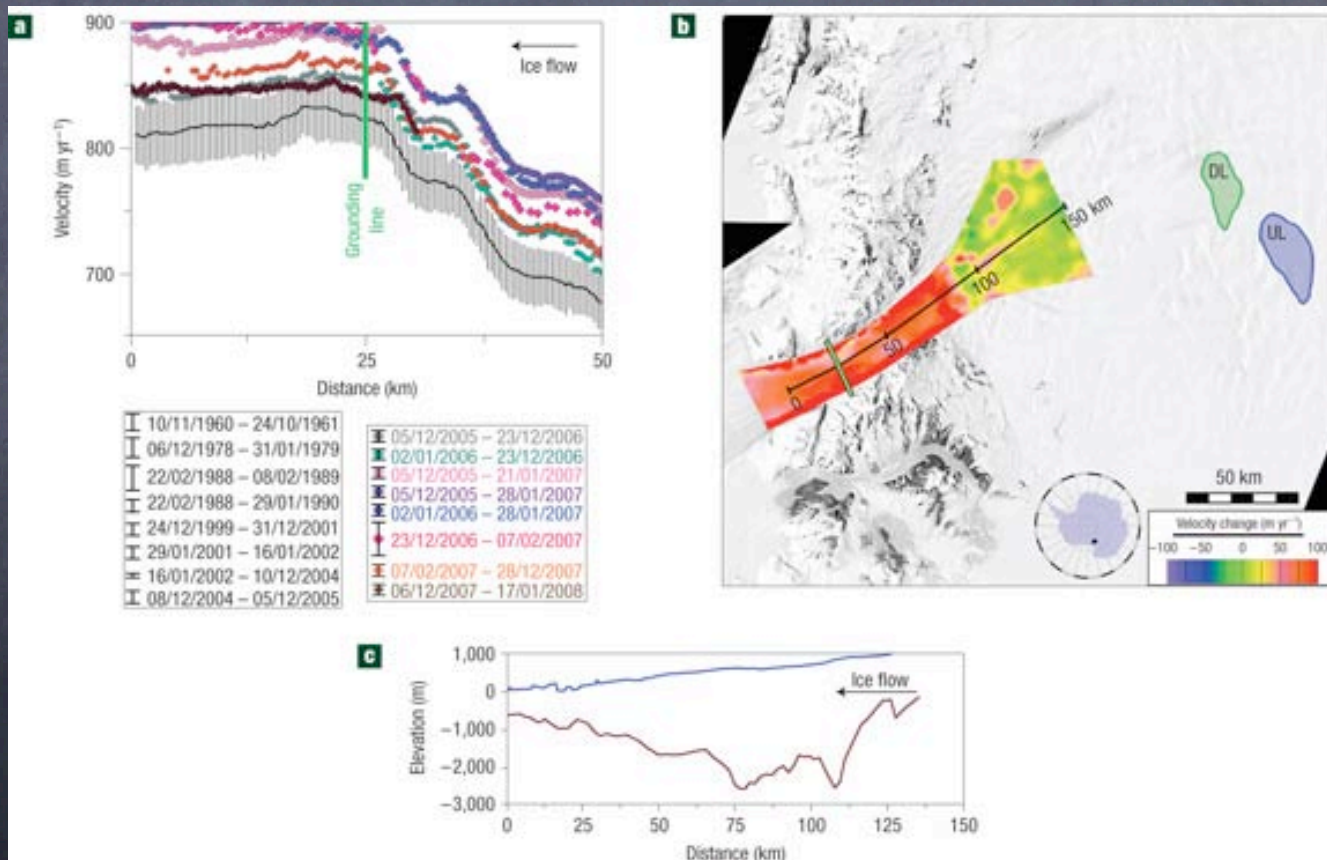 a
900
800
700
Velocity (m yr⁻¹)
Ice flow
Grounding
line
0
25
50
Distance (km)
10/11/1960 – 24/10/1961
06/12/1978 – 31/01/1979
22/02/1988 – 08/02/1989
22/02/1988 – 29/01/1990
24/12/1999 – 31/12/2001
29/01/2001 – 16/01/2002
16/01/2002 – 10/12/2004
08/12/2004 – 05/12/2005
05/12/2005 – 23/12/2006
02/01/2006 – 23/12/2006
05/12/2005 – 21/01/2007
05/12/2005 – 28/01/2007
02/01/2006 – 28/01/2007
23/12/2006 – 07/02/2007
07/02/2007 – 28/12/2007
06/12/2007 – 17/01/2008
b
DL
UL
150 km
100
50
0
50 km
Velocity change (m yr⁻¹)
−100 −50 0 50 100
c
1,000
0
−1,000
−2,000
−3,000
Elevation (m)
Ice flow
0 25 50 75 100 125 150
Distance (km)